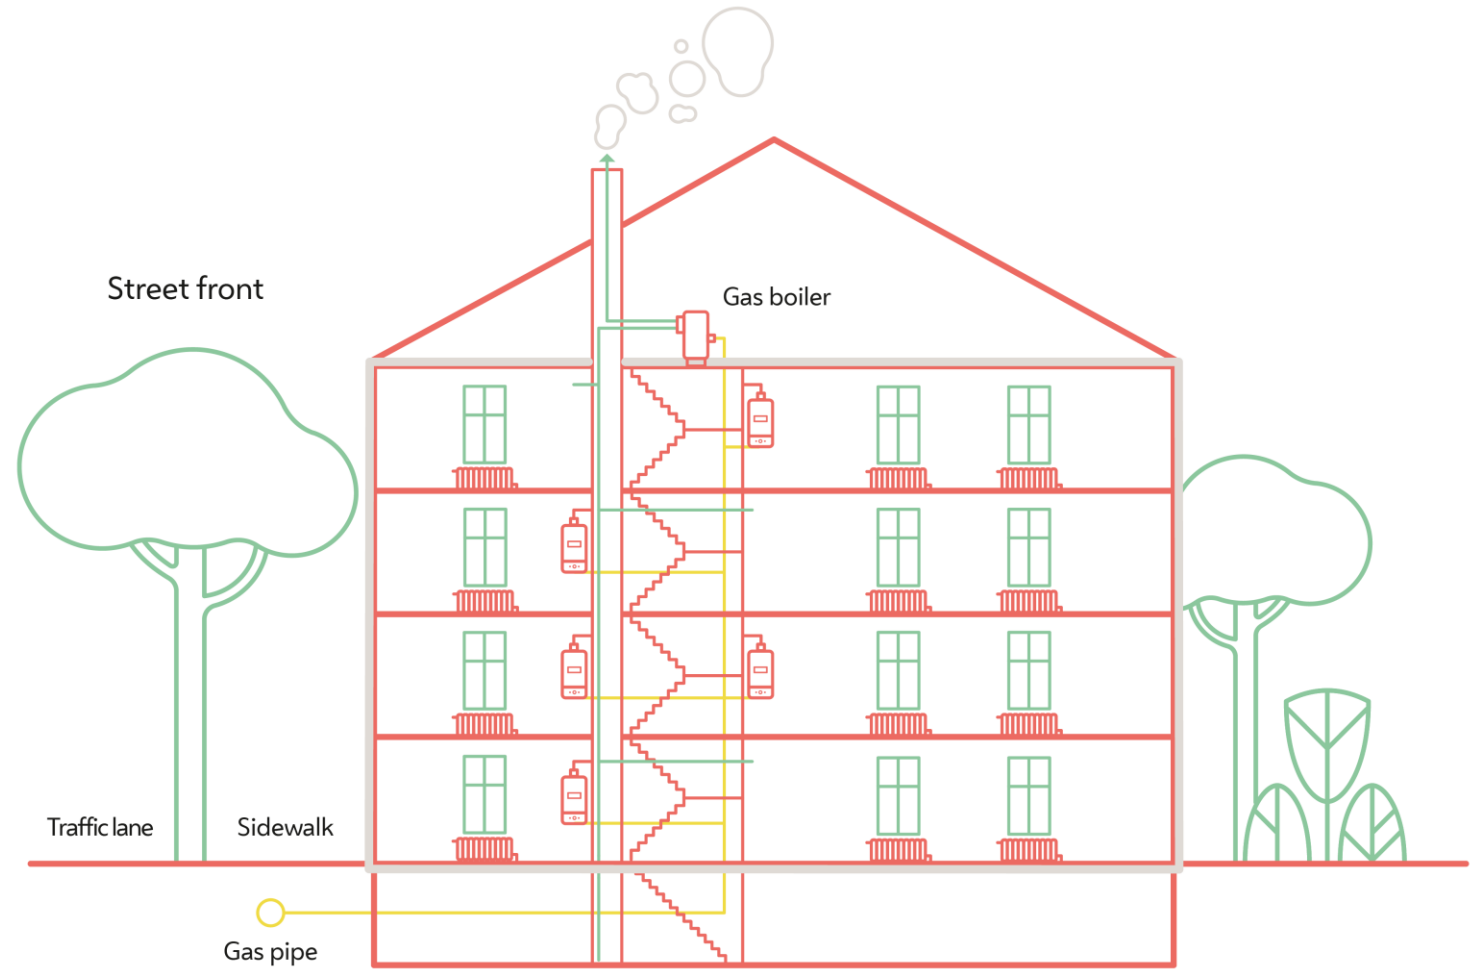 Street front
Gas boiler
Traffic lane
Sidewalk
Gas pipe